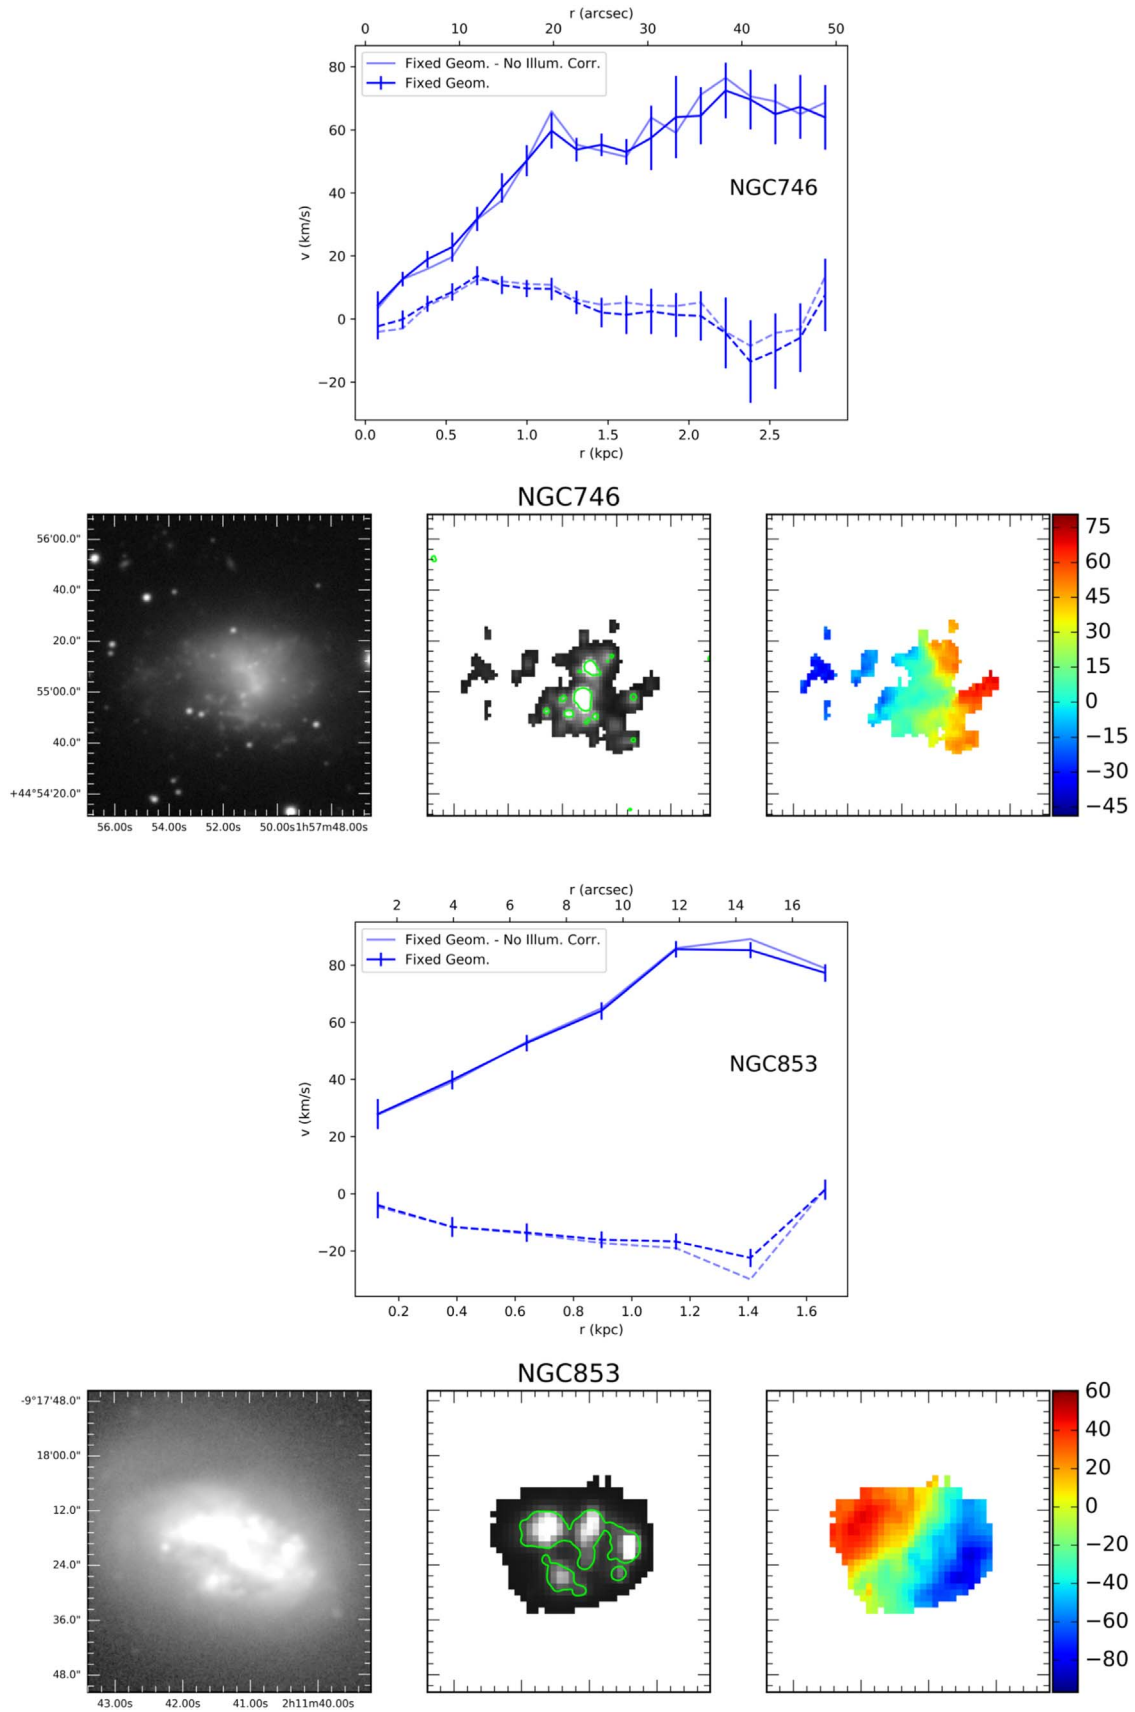 r (arcsec)
0 10 20 30 40 50
Fixed Geom. - No Illum. Corr.
Fixed Geom.
80
60
40
20
0
−20
v (km/s)
NGC746
0.0 0.5 1.0 1.5 2.0 2.5
r (kpc)
NGC746
56'00.0"
40.0"
20.0"
55'00.0"
40.0"
+44°54'20.0"
56.00s 54.00s 52.00s 50.00s1h57m48.00s
75
60
45
30
15
0
−15
−30
−45
r (arcsec)
2 4 6 8 10 12 14 16
Fixed Geom. - No Illum. Corr.
Fixed Geom.
80
60
40
20
0
−20
v (km/s)
NGC853
0.2 0.4 0.6 0.8 1.0 1.2 1.4 1.6
r (kpc)
NGC853
-9°17'48.0"
18'00.0"
12.0"
24.0"
36.0"
48.0"
43.00s 42.00s 41.00s 2h11m40.00s
60
40
20
0
−20
−40
−60
−80